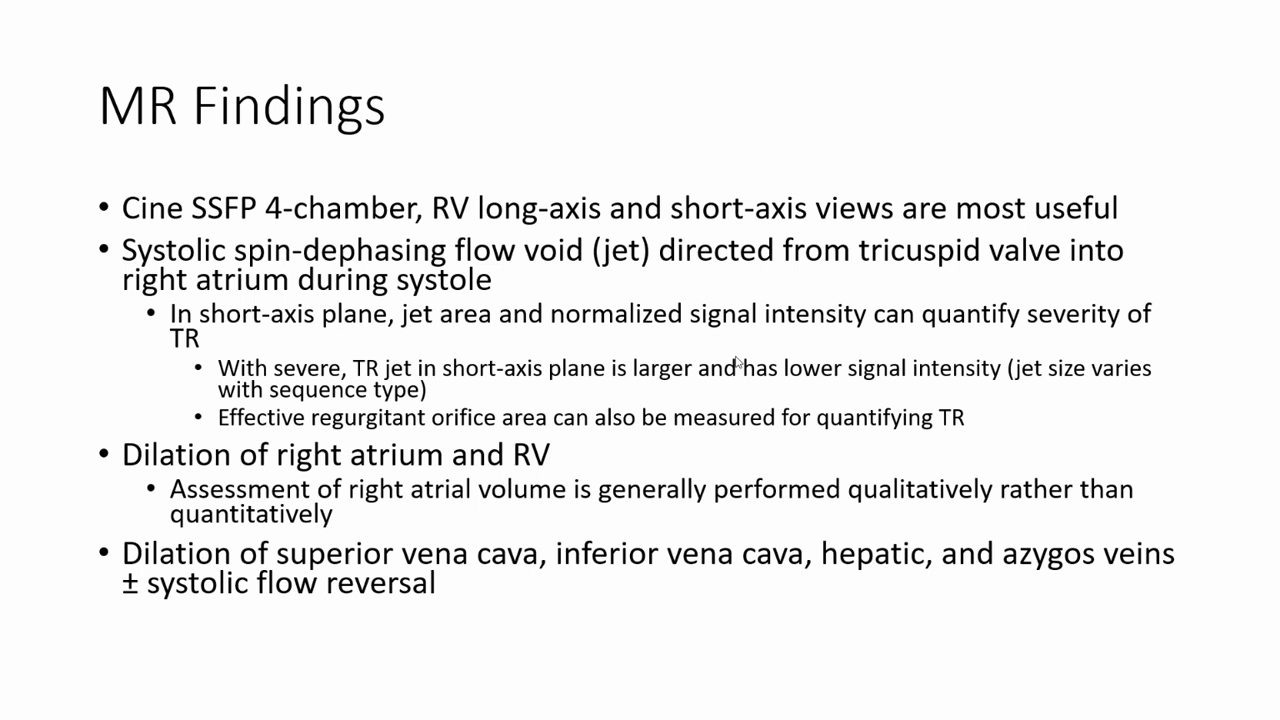 MR Findings
• Cine SSFP 4-chamber, RV long-axis and short-axis views are most useful
• Systolic spin-dephasing flow void (jet) directed from tricuspid valve into
right atrium during systole
• In short-axis plane, jet area and normalized signal intensity can quantify severity of
TR
• With severe, TR jet in short-axis plane is larger and has lower signal intensity (jet size varies
with sequence type)
• Effective regurgitant orifice area can also be measured for quantifying TR
• Dilation of right atrium and RV
• Assessment of right atrial volume is generally performed qualitatively rather than
quantitatively
• Dilation of superior vena cava, inferior vena cava, hepatic, and azygos veins
± systolic flow reversal